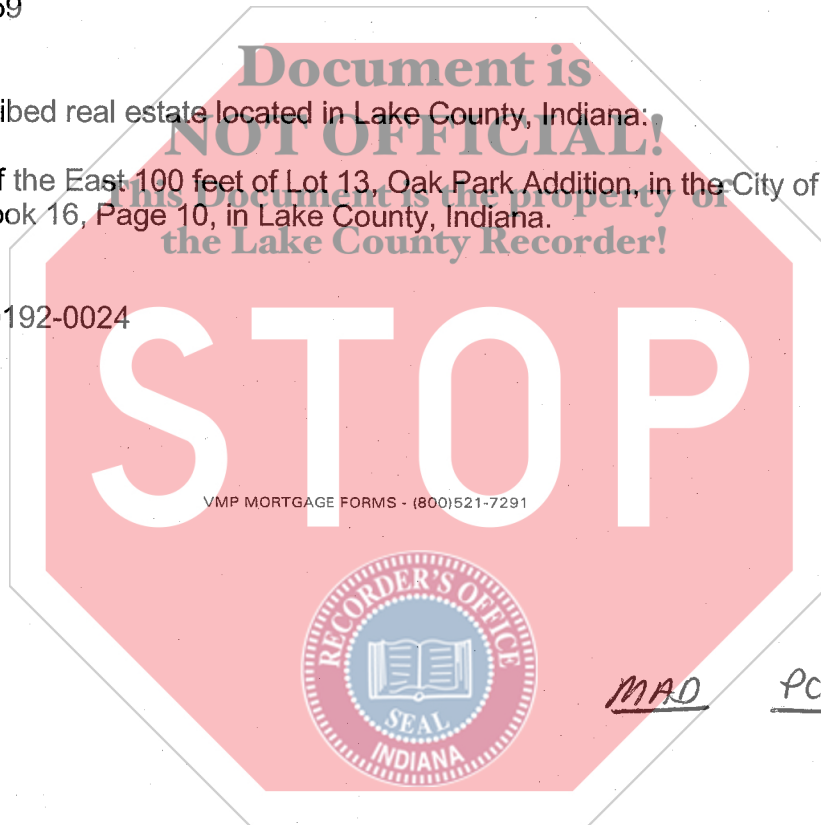 59
Document is
ibed real estate located in Lake County, Indiana:
NOT OFFICIAL!
f the East 100 feet of Lot 13, Oak Park Addition, in the City of
This Document is the property of
ook 16, Page 10, in Lake County, Indiana.
the Lake County Recorder!
192-0024
STOP
VMP MORTGAGE FORMS - (800)521-7291
RECORDER'S OFFICE
SEAL
INDIANA
MAD PC